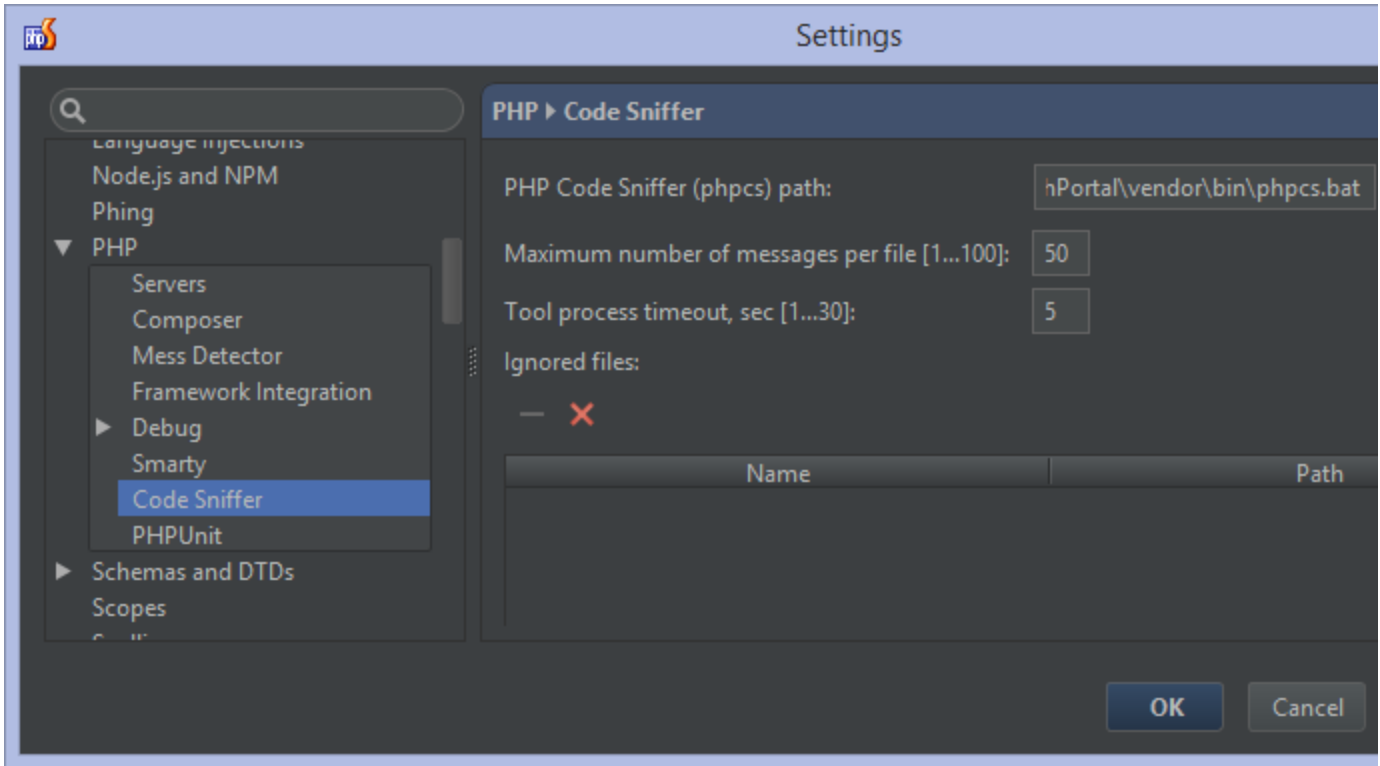 php
Settings
Language Injections
Node.js and NPM
Phing
PHP
Servers
Composer
Mess Detector
Framework Integration
Debug
Smarty
Code Sniffer
PHPUnit
Schemas and DTDs
Scopes
PHP Code Sniffer
PHP Code Sniffer (phpcs) path: hPortal\vendor\bin\phpcs.bat
Maximum number of messages per file [1...100]: 50
Tool process timeout, sec [1...30]: 5
Ignored files:
Name Path
OK Cancel